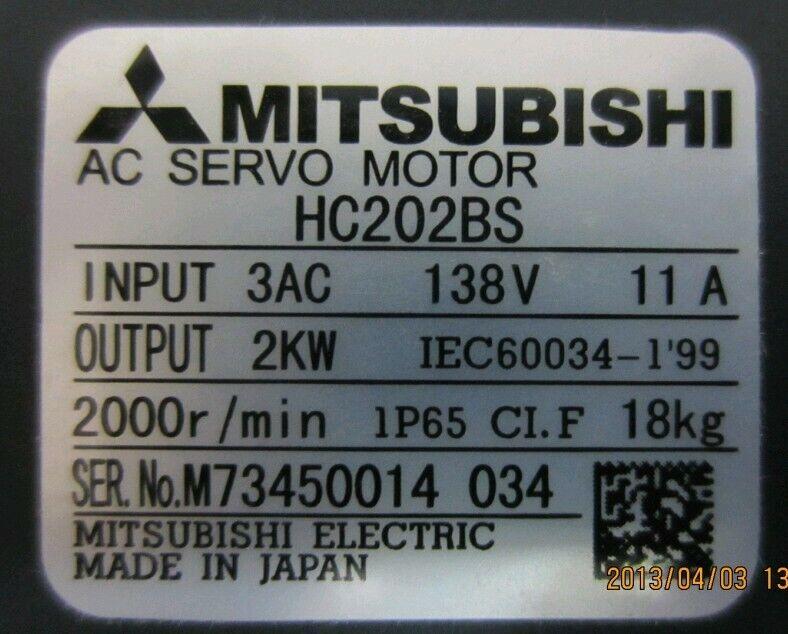 MITSUBISHI
AC SERVO MOTOR
HC202BS
INPUT 3AC 138V 11 A
OUTPUT 2KW IEC60034-1'99
2000r/min IP65 CI.F 18kg
SER.No.M73450014 034
MITSUBISHI ELECTRIC
MADE IN JAPAN
2013/04/03 13